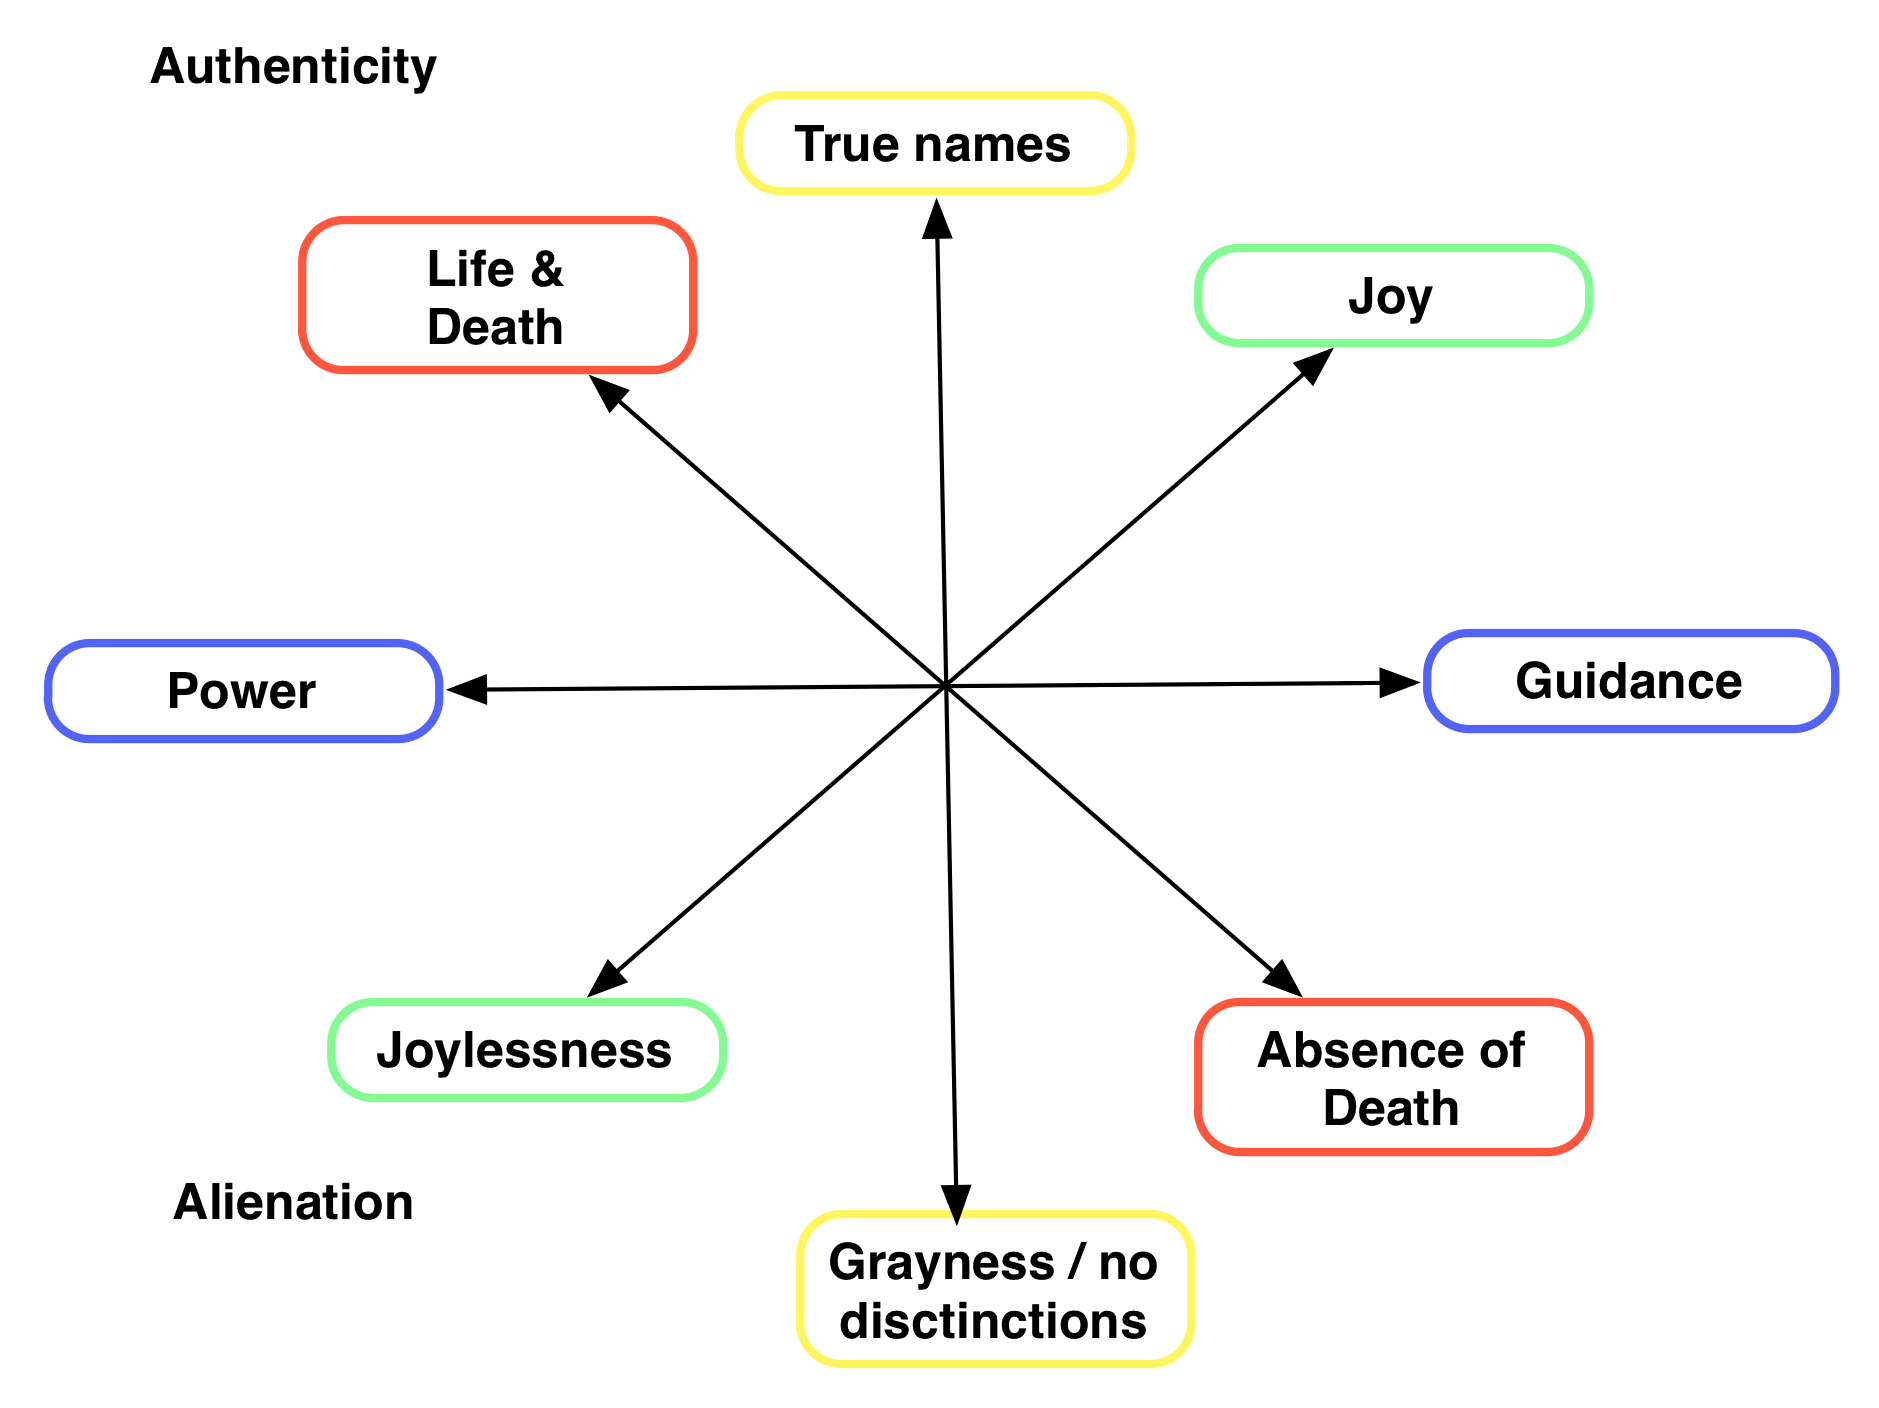 Authenticity
True names
Life &
Death
Joy
Power
Guidance
Joylessness
Absence of
Death
Alienation
Grayness / no
disctinctions